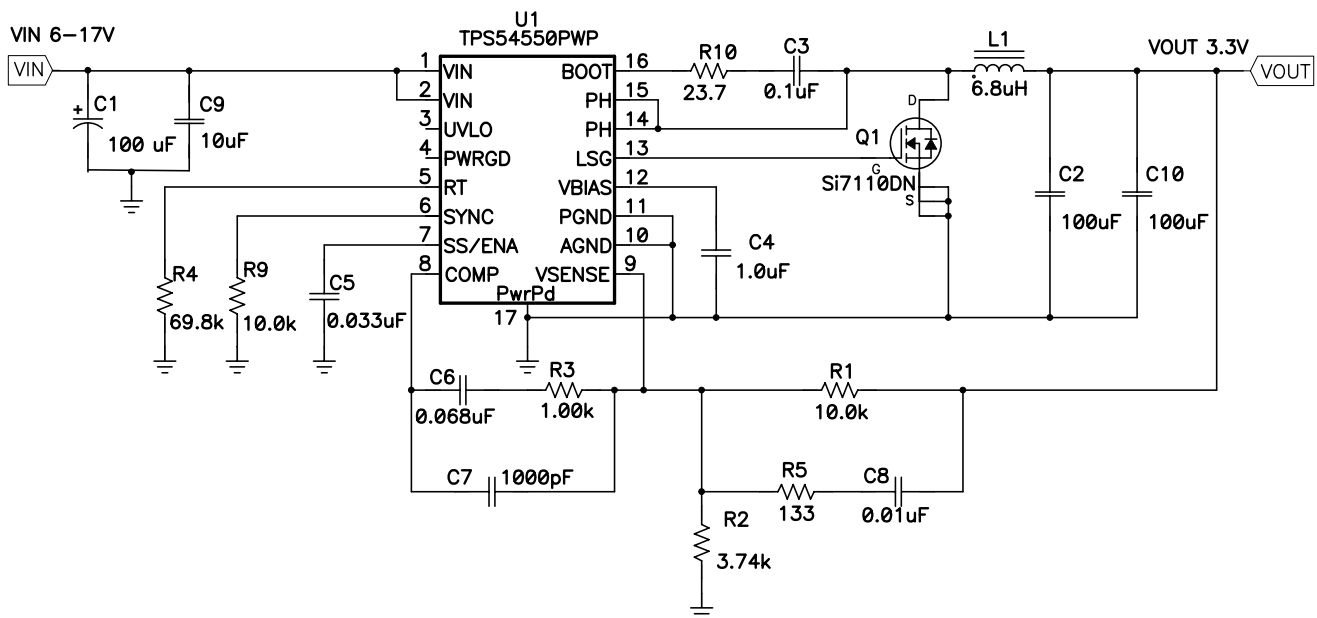 VIN 6-17V
VIN
C1
+
100 uF
C9
10uF
U1
TPS54550PWP
1 VIN
2 VIN
3 UVLO
4 PWRGD
5 RT
6 SYNC
7 SS/ENA
8 COMP
BOOT 16
PH 15
PH 14
LSG 13
VBIAS 12
PGND 11
AGND 10
VSENSE 9
PwrPd
17
R10
23.7
C3
0.1uF
L1
6.8uH
VOUT 3.3V
VOUT
D
Q1
G
Si7110DN
S
C2
100uF
C10
100uF
C4
1.0uF
R4
69.8k
R9
10.0k
C5
0.033uF
C6
0.068uF
R3
1.00k
R1
10.0k
C7
1000pF
R5
133
C8
0.01uF
R2
3.74k